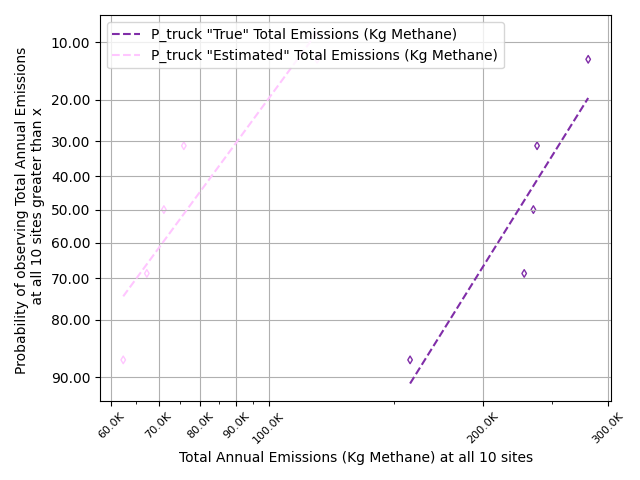 P_truck "True" Total Emissions (Kg Methane)
P_truck "Estimated" Total Emissions (Kg Methane)
Probability of observing Total Annual Emissions
at all 10 sites greater than x
10.00
20.00
30.00
40.00
50.00
60.00
70.00
80.00
90.00
60.0K
70.0K
80.0K
90.0K
100.0K
200.0K
300.0K
Total Annual Emissions (Kg Methane) at all 10 sites